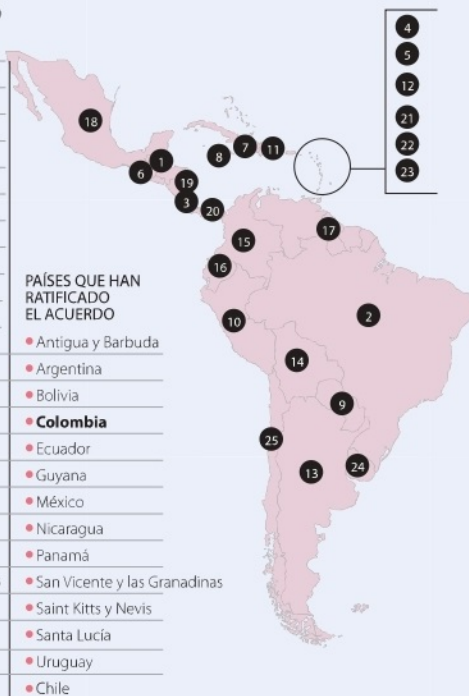 4
5
12
21
22
23
18
7
11
8
1
6
19
3
20
17
15
16
10
2
14
9
25
24
13
PAÍSES QUE HAN
RATIFICADO
EL ACUERDO
• Antigua y Barbuda
• Argentina
• Bolivia
• Colombia
• Ecuador
• Guyana
• México
• Nicaragua
• Panamá
• San Vicente y las Granadinas
• Saint Kitts y Nevis
• Santa Lucía
• Uruguay
• Chile